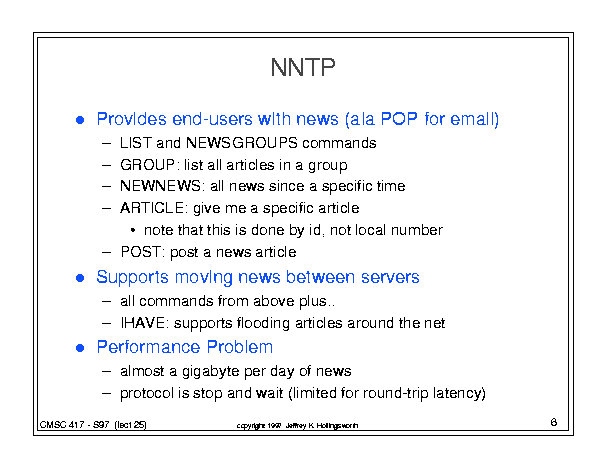 NNTP
● Provides end-users with news (ala POP for email)
– LIST and NEWSGROUPS commands
– GROUP: list all articles in a group
– NEWNEWS: all news since a specific time
– ARTICLE: give me a specific article
• note that this is done by id, not local number
– POST: post a news article
● Supports moving news between servers
– all commands from above plus..
– IHAVE: supports flooding articles around the net
● Performance Problem
– almost a gigabyte per day of news
– protocol is stop and wait (limited for round-trip latency)
CMSC 417 - S97 (lect 25)
copyright 1997 Jeffrey K. Hollingsworth
6